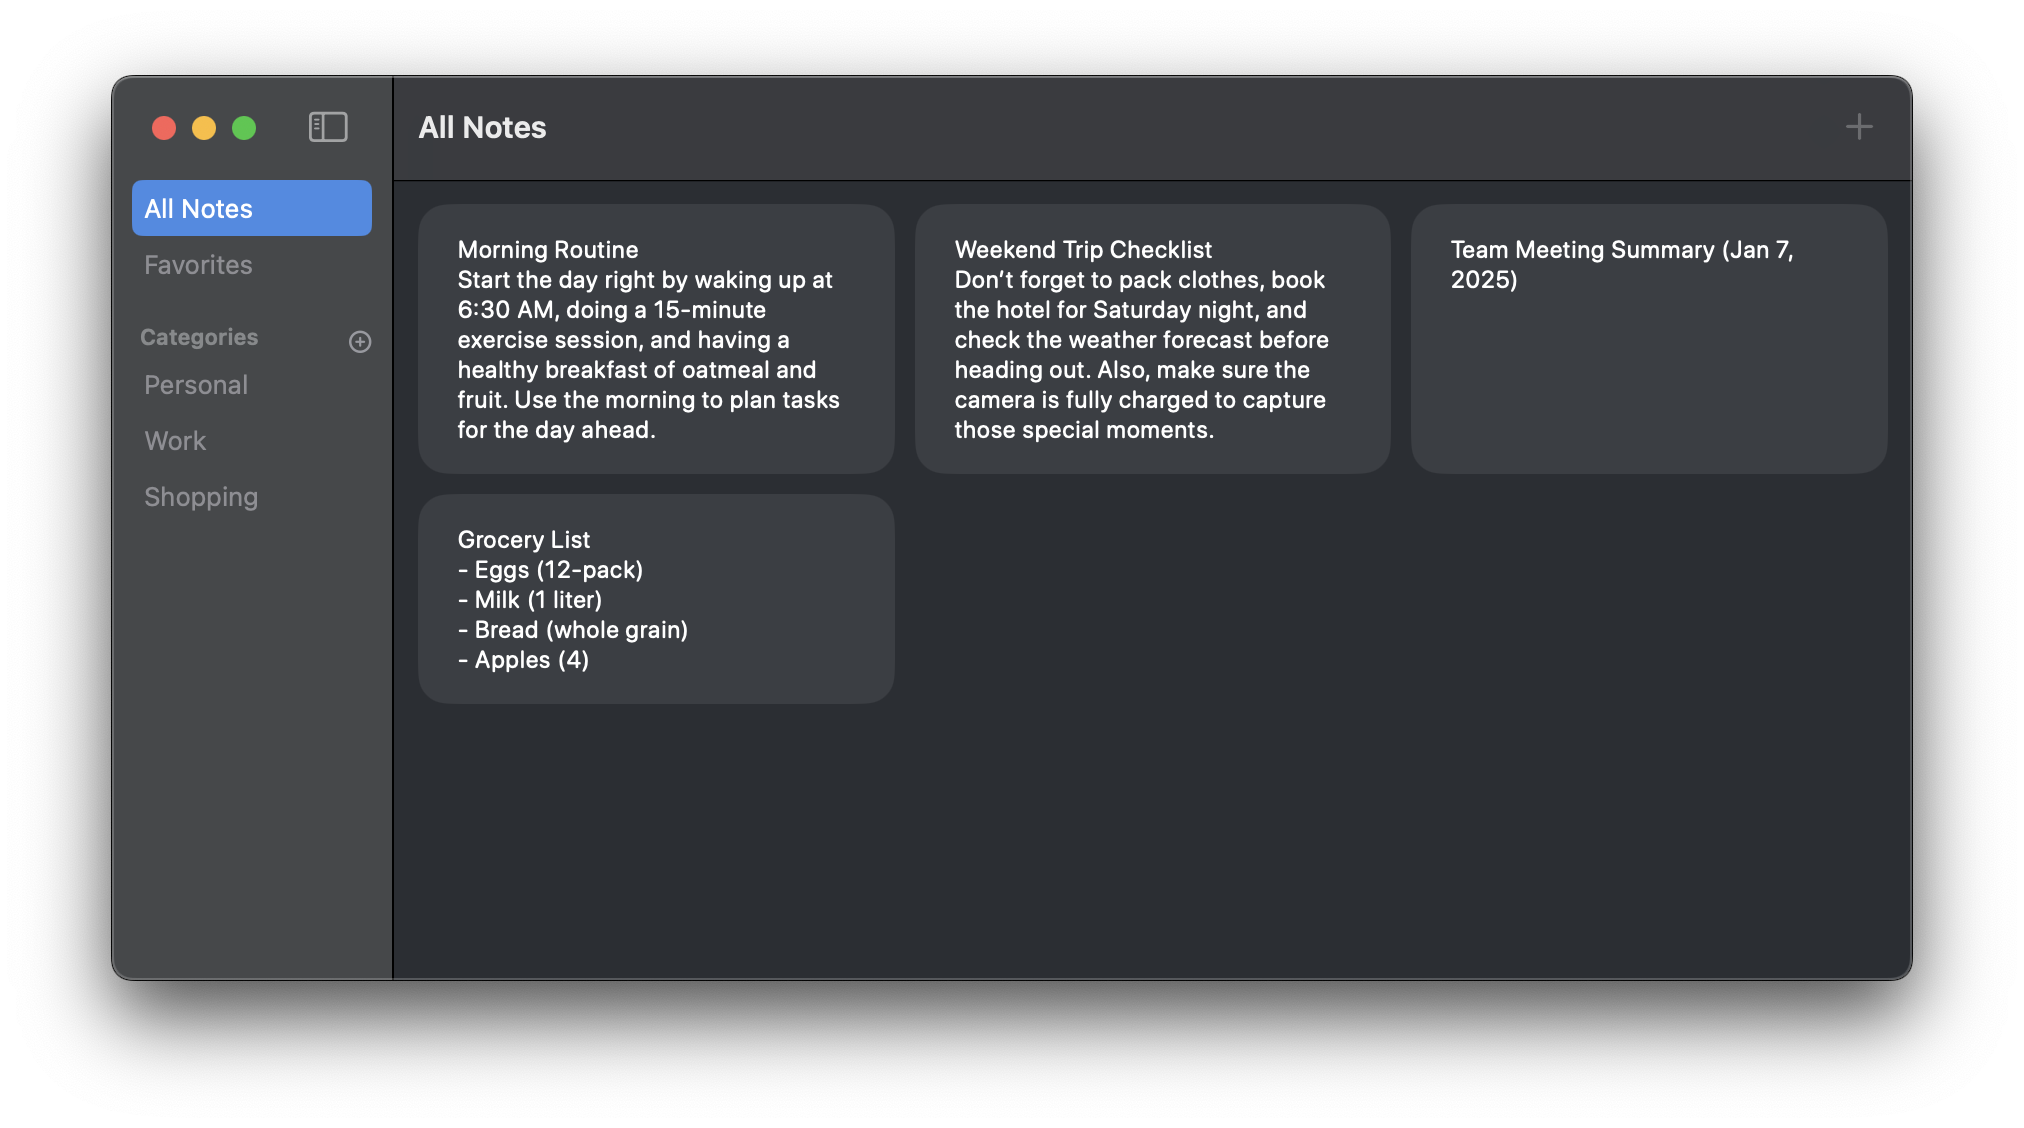 All Notes
Favorites
Categories
Personal
Work
Shopping
All Notes
Morning Routine
Start the day right by waking up at
6:30 AM, doing a 15-minute
exercise session, and having a
healthy breakfast of oatmeal and
fruit. Use the morning to plan tasks
for the day ahead.
Weekend Trip Checklist
Don’t forget to pack clothes, book
the hotel for Saturday night, and
check the weather forecast before
heading out. Also, make sure the
camera is fully charged to capture
those special moments.
Team Meeting Summary (Jan 7,
2025)
Grocery List
- Eggs (12-pack)
- Milk (1 liter)
- Bread (whole grain)
- Apples (4)